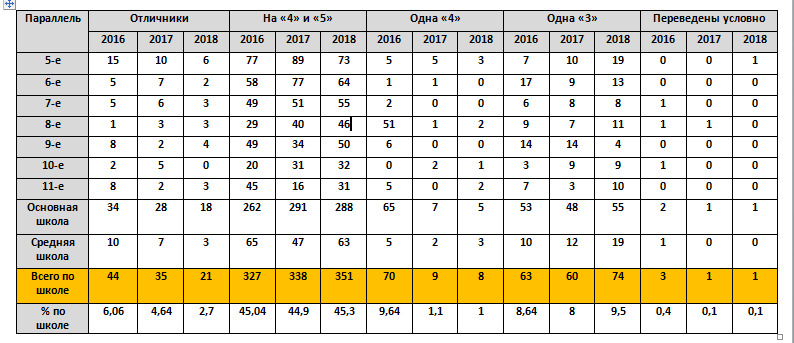 Параллель Отличники На «4» и «5» Одна «4» Одна «3» Переведены условно
2016 2017 2018 2016 2017 2018 2016 2017 2018 2016 2017 2018 2016 2017 2018
5-е 15 10 6 77 89 73 5 5 3 7 10 19 0 0 1
6-е 5 7 2 58 77 64 1 1 0 17 9 13 0 0 0
7-е 5 6 3 49 51 55 2 0 0 6 8 8 1 0 0
8-е 1 3 3 29 40 46 51 1 2 9 7 11 1 1 0
9-е 8 2 4 49 34 50 6 0 0 14 14 4 0 0 0
10-е 2 5 0 20 31 32 0 2 1 3 9 9 1 0 0
11-е 8 2 3 45 16 31 5 0 2 7 3 10 0 0 0
Основная школа 34 28 18 262 291 288 65 7 5 53 48 55 2 1 1
Средняя школа 10 7 3 65 47 63 5 2 3 10 12 19 1 0 0
Всего по школе 44 35 21 327 338 351 70 9 8 63 60 74 3 1 1
% по школе 6,06 4,64 2,7 45,04 44,9 45,3 9,64 1,1 1 8,64 8 9,5 0,4 0,1 0,1